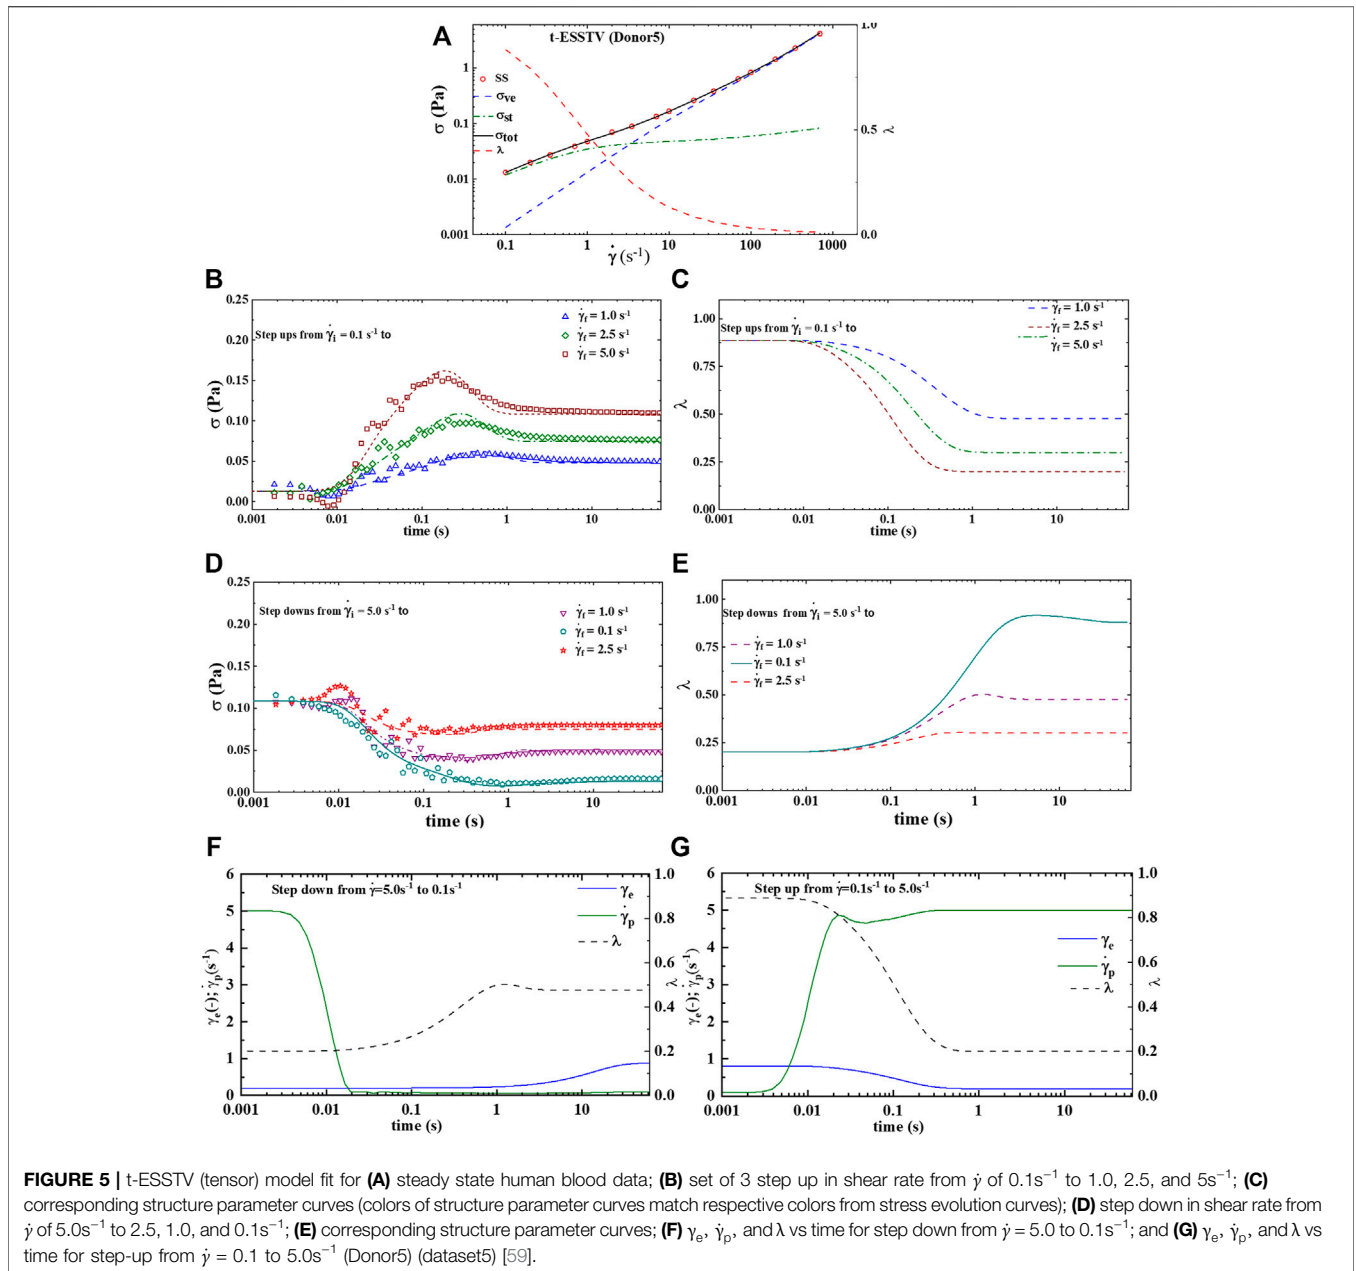 A
t-ESSTV (Donor5)
1.0
0.5
0.0
1
0.1
0.01
0.001
σ (Pa)
λ
SS
σve
σst
σtot
λ
0.1 1 10 100 1000
γ̇ (s-1)
B
0.25
0.20
0.15
0.10
0.05
0.00
σ (Pa)
Step ups from γ̇i = 0.1 s-1 to
γ̇f = 1.0 s-1
γ̇f = 2.5 s-1
γ̇f = 5.0 s-1
0.001 0.01 0.1 1 10
time (s)
C
1.00
0.75
0.50
0.25
0.00
λ
Step ups from γ̇i = 0.1 s-1 to
γ̇f = 1.0 s-1
γ̇f = 2.5 s-1
γ̇f = 5.0 s-1
0.001 0.01 0.1 1 10
time (s)
D
0.25
0.20
0.15
0.10
0.05
0.00
σ (Pa)
Step downs from γ̇i = 5.0 s-1 to
γ̇f = 1.0 s-1
γ̇f = 0.1 s-1
γ̇f = 2.5 s-1
0.001 0.01 0.1 1 10
time (s)
E
1.00
0.75
0.50
0.25
0.00
λ
Step downs from γ̇i = 5.0 s-1 to
γ̇f = 1.0 s-1
γ̇f = 0.1 s-1
γ̇f = 2.5 s-1
0.001 0.01 0.1 1 10
time (s)
F
6
5
4
3
2
1
0
γe(-); γ̇p(s-1)
Step down from γ̇=5.0s-1 to 0.1s-1
γe
γ̇p
λ
1.0
0.8
0.6
0.4
0.2
0.0
λ
0.001 0.01 0.1 1 10
time (s)
G
6
5
4
3
2
1
0
γe(-); γ̇p(s-1)
Step up from γ̇=0.1s-1 to 5.0s-1
γe
γ̇p
λ
1.0
0.8
0.6
0.4
0.2
0.0
λ
0.001 0.01 0.1 1 10
time (s)
FIGURE 5 | t-ESSTV (tensor) model fit for (A) steady state human blood data; (B) set of 3 step up in shear rate from γ̇ of 0.1s−1 to 1.0, 2.5, and 5s−1; (C)
corresponding structure parameter curves (colors of structure parameter curves match respective colors from stress evolution curves); (D) step down in shear rate from
γ̇ of 5.0s−1 to 2.5, 1.0, and 0.1s−1; (E) corresponding structure parameter curves; (F) γe, γ̇p, and λ vs time for step down from γ̇ = 5.0 to 0.1s−1; and (G) γe, γ̇p, and λ vs
time for step-up from γ̇ = 0.1 to 5.0s−1 (Donor5) (dataset5) [59].